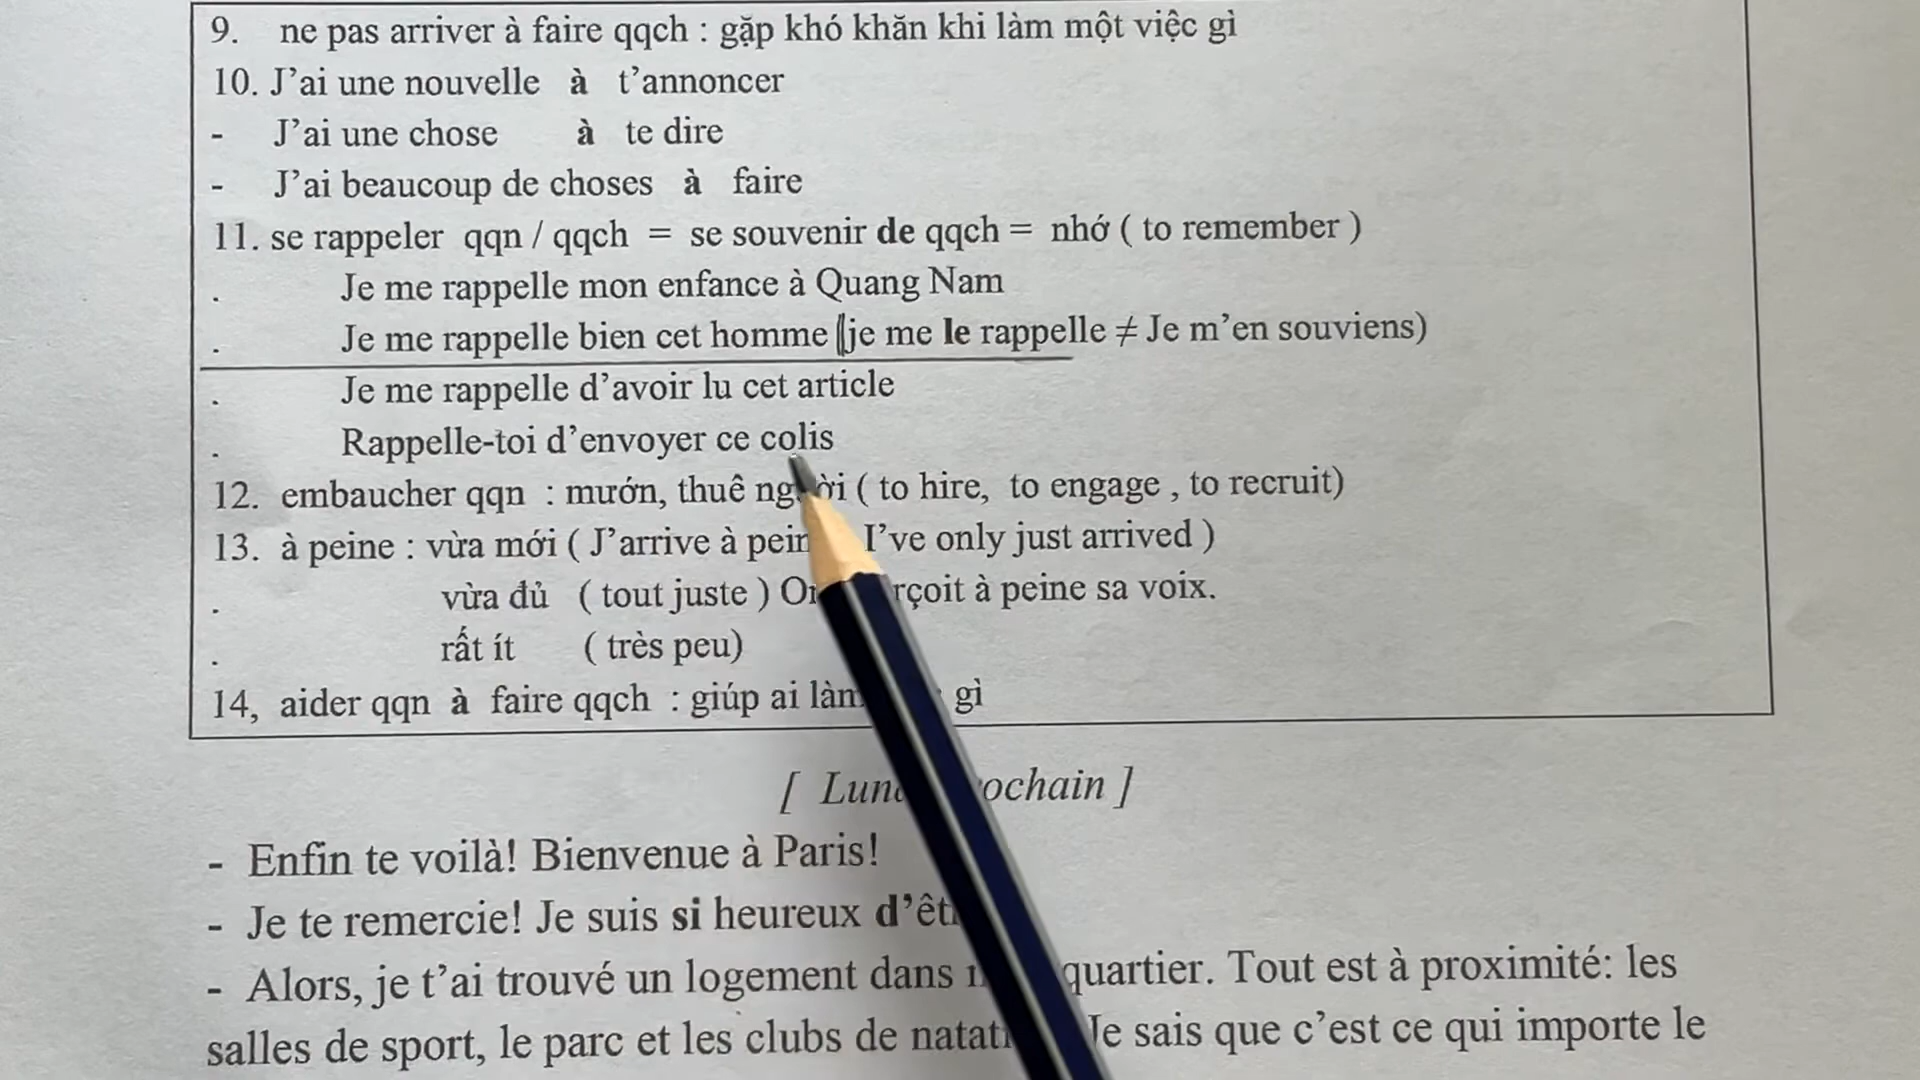 9. ne pas arriver à faire qqch : gặp khó khăn khi làm một việc gì
10. J’ai une nouvelle à t’annoncer
- J’ai une chose à te dire
- J’ai beaucoup de choses à faire
11. se rappeler qqn / qqch = se souvenir de qqch = nhớ ( to remember )
. Je me rappelle mon enfance à Quang Nam
. Je me rappelle bien cet homme (je me le rappelle ≠ Je m’en souviens)
. Je me rappelle d’avoir lu cet article
. Rappelle-toi d’envoyer ce colis
12. embaucher qqn : mướn, thuê ( to hire, to engage , to recruit)
13. à peine : vừa mới ( J’arrive à I’ve only just arrived )
. vừa đủ ( tout juste ) à peine sa voix.
. rất ít ( très peu)
14, aider qqn à faire qqch : giúp ai gì
[ ]
- Enfin te voilà! Bienvenue à Paris!
- Je te remercie! Je suis si heureux
- Alors, je t’ai trouvé un logement dans quartier. Tout est à proximité: les
salles de sport, le parc et les clubs de Je sais que c’est ce qui importe le